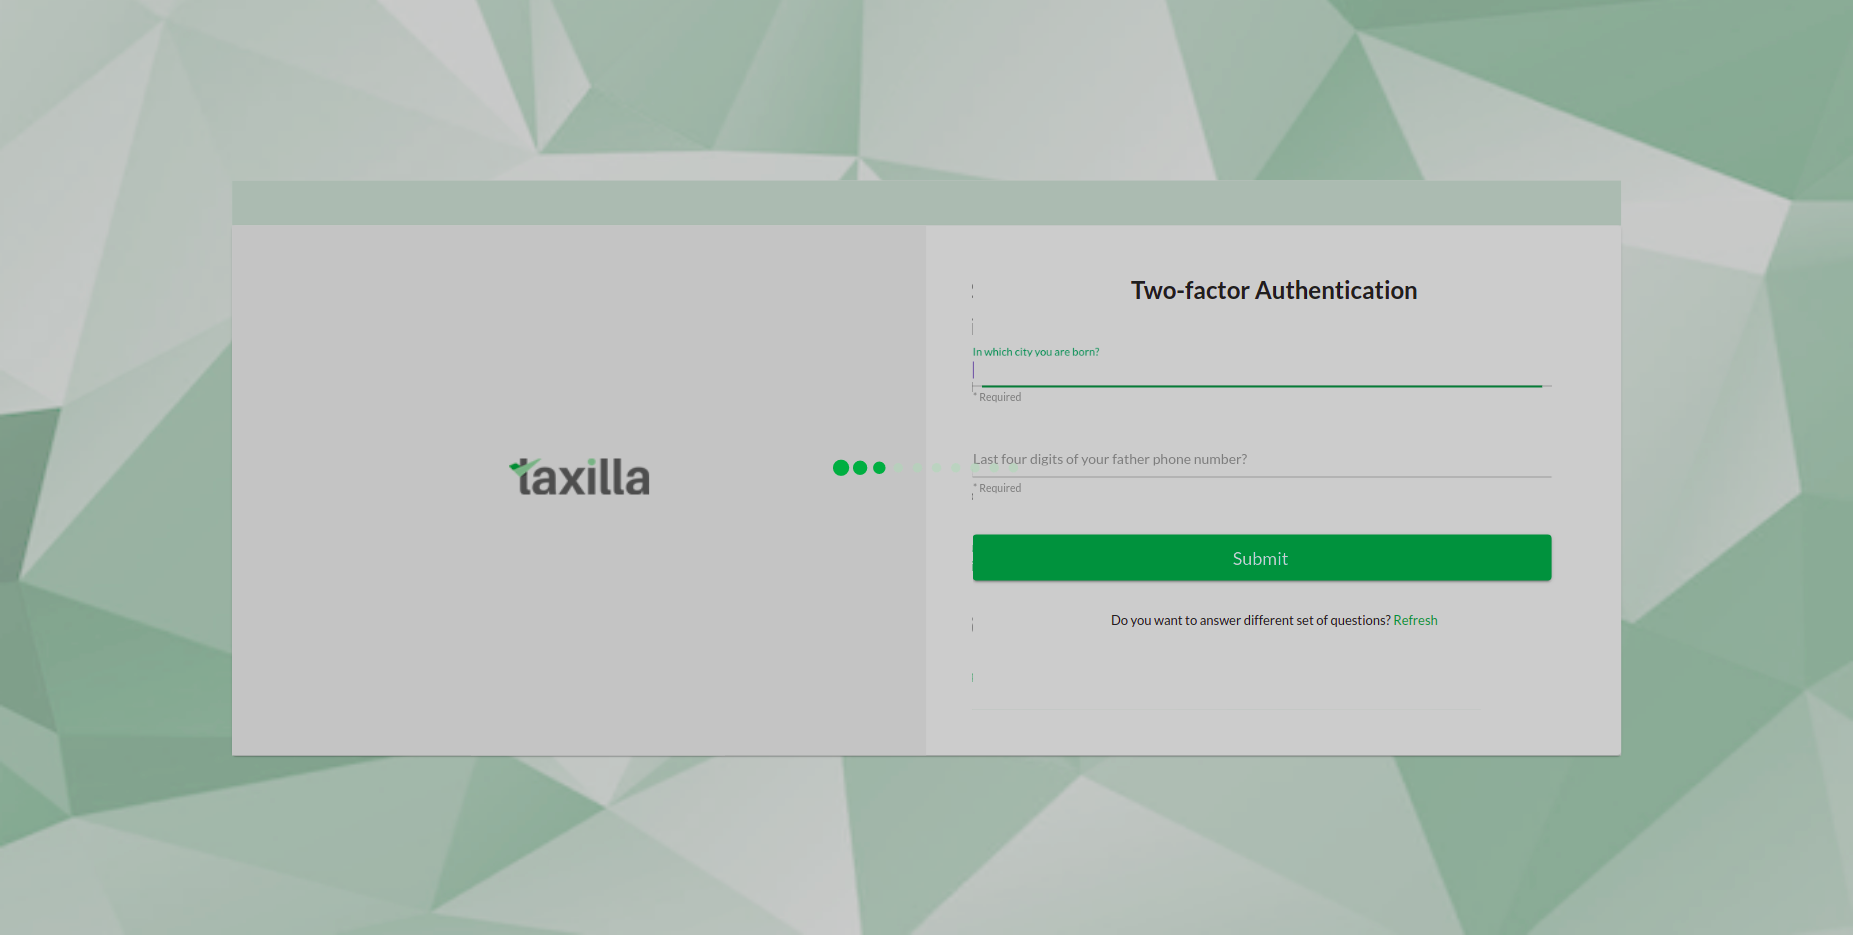 taxilla
Two-factor Authentication
In which city you are born?
* Required
Last four digits of your father phone number?
* Required
Submit
Do you want to answer different set of questions? Refresh